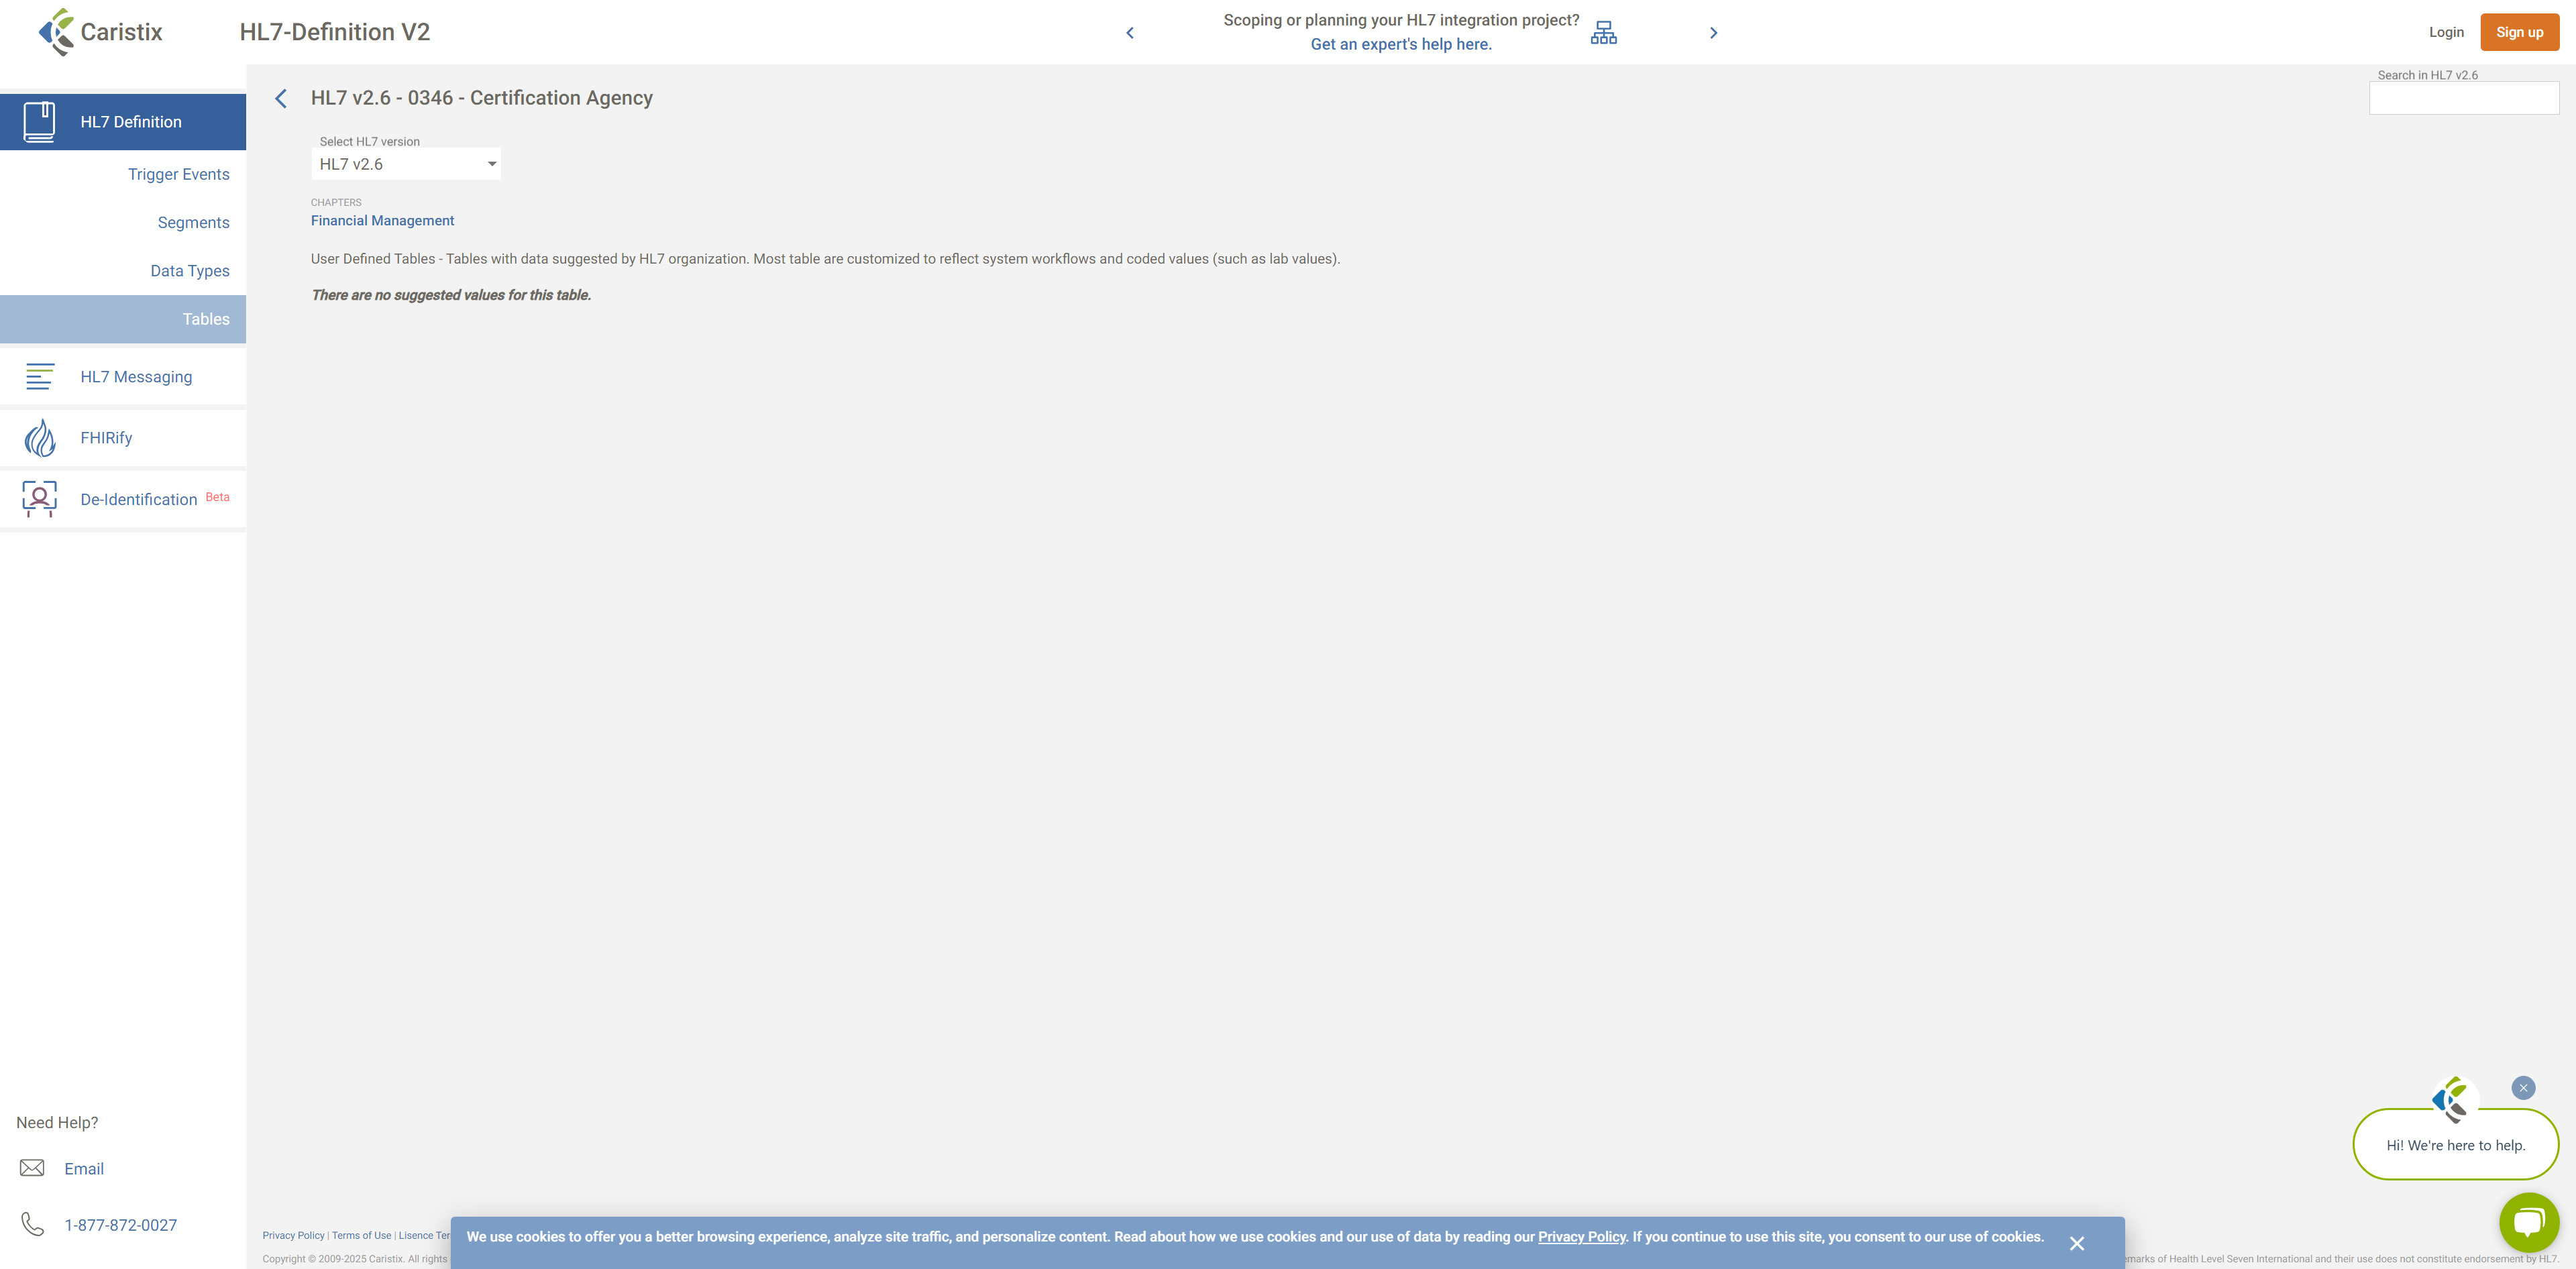 Caristix
HL7-Definition V2
Scoping or planning your HL7 integration project?
Get an expert's help here.
Login
Sign up
HL7 Definition
Trigger Events
Segments
Data Types
Tables
HL7 Messaging
FHIRify
De-Identification Beta
Need Help?
Email
1-877-872-0027
HL7 v2.6 - 0346 - Certification Agency
Search in HL7 v2.6
Select HL7 version
HL7 v2.6
CHAPTERS
Financial Management
User Defined Tables - Tables with data suggested by HL7 organization. Most table are customized to reflect system workflows and coded values (such as lab values).
There are no suggested values for this table.
Hi! We're here to help.
Privacy Policy | Terms of Use | Lisence
We use cookies to offer you a better browsing experience, analyze site traffic, and personalize content. Read about how we use cookies and our use of data by reading our Privacy Policy. If you continue to use this site, you consent to our use of cookies.
Copyright © 2009-2025 Caristix. All rights
of Health Level Seven International and their use does not constitute endorsement by HL7.